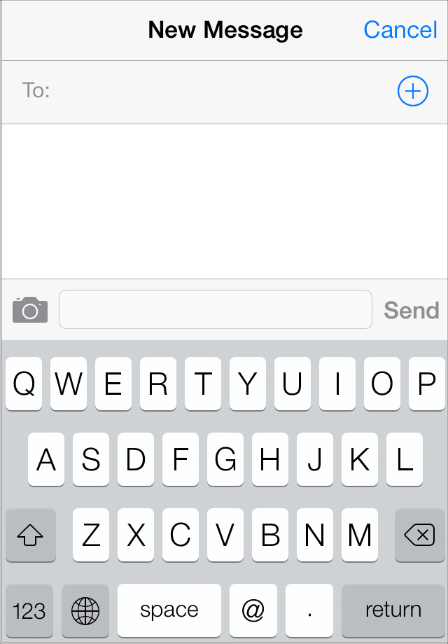 New Message Cancel
To:
Send
Q W E R T Y U I O P
A S D F G H J K L
Z X C V B N M
123 space @ . return